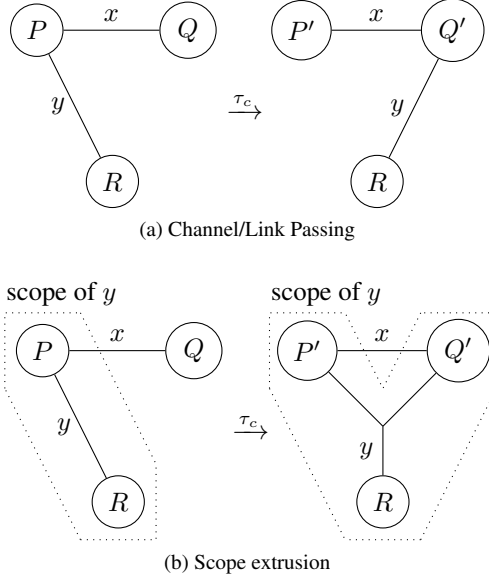 P x Q P′ x Q′
y τc→ y
R R
(a) Channel/Link Passing
scope of y scope of y
P x Q P′ x Q′
y τc→ y
R R
(b) Scope extrusion